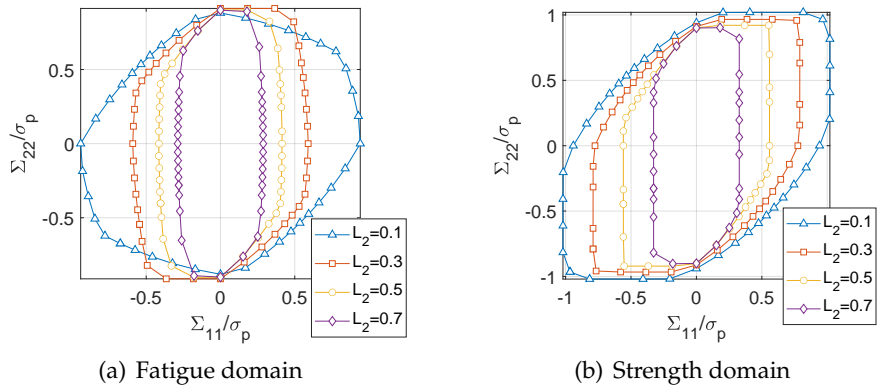 0.5
0
-0.5
Σ22/σp
-0.5
0
0.5
Σ11/σp
L2=0.1
L2=0.3
L2=0.5
L2=0.7
(a) Fatigue domain
1
0.5
0
-0.5
-1
Σ22/σp
-1
-0.5
0
0.5
Σ11/σp
L2=0.1
L2=0.3
L2=0.5
L2=0.7
(b) Strength domain